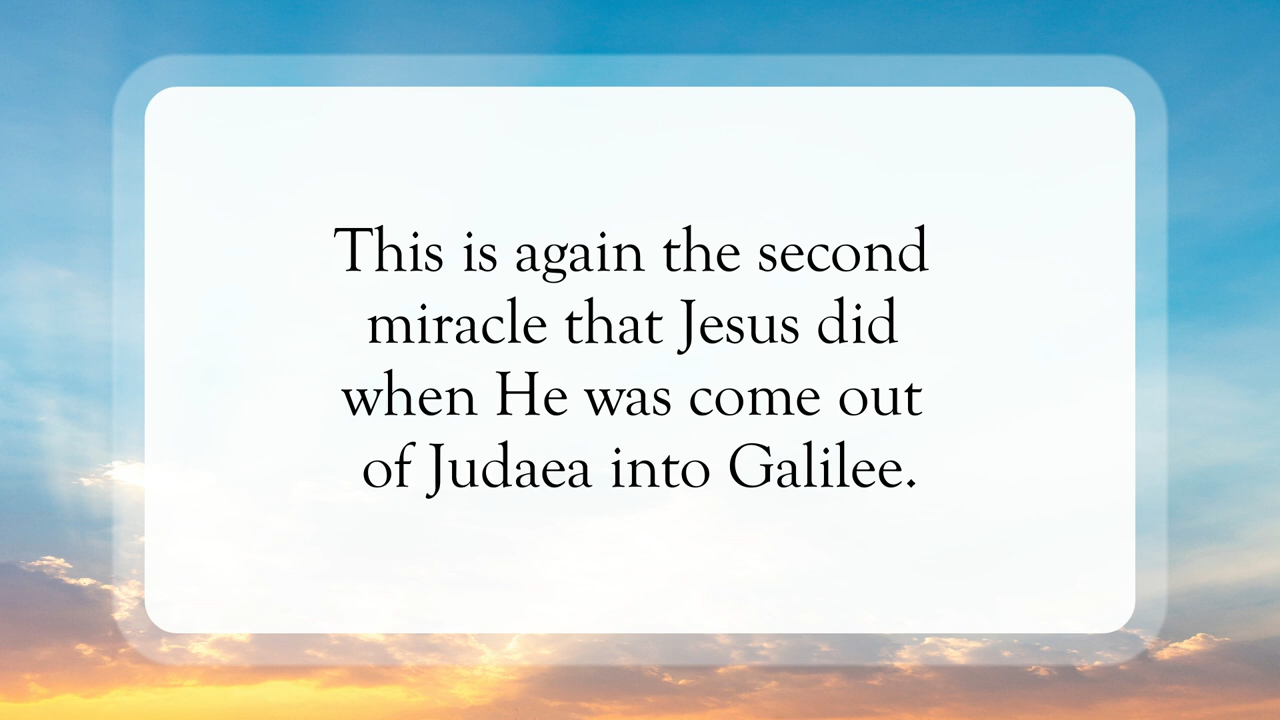 This is again the second
miracle that Jesus did
when He was come out
of Judaea into Galilee.